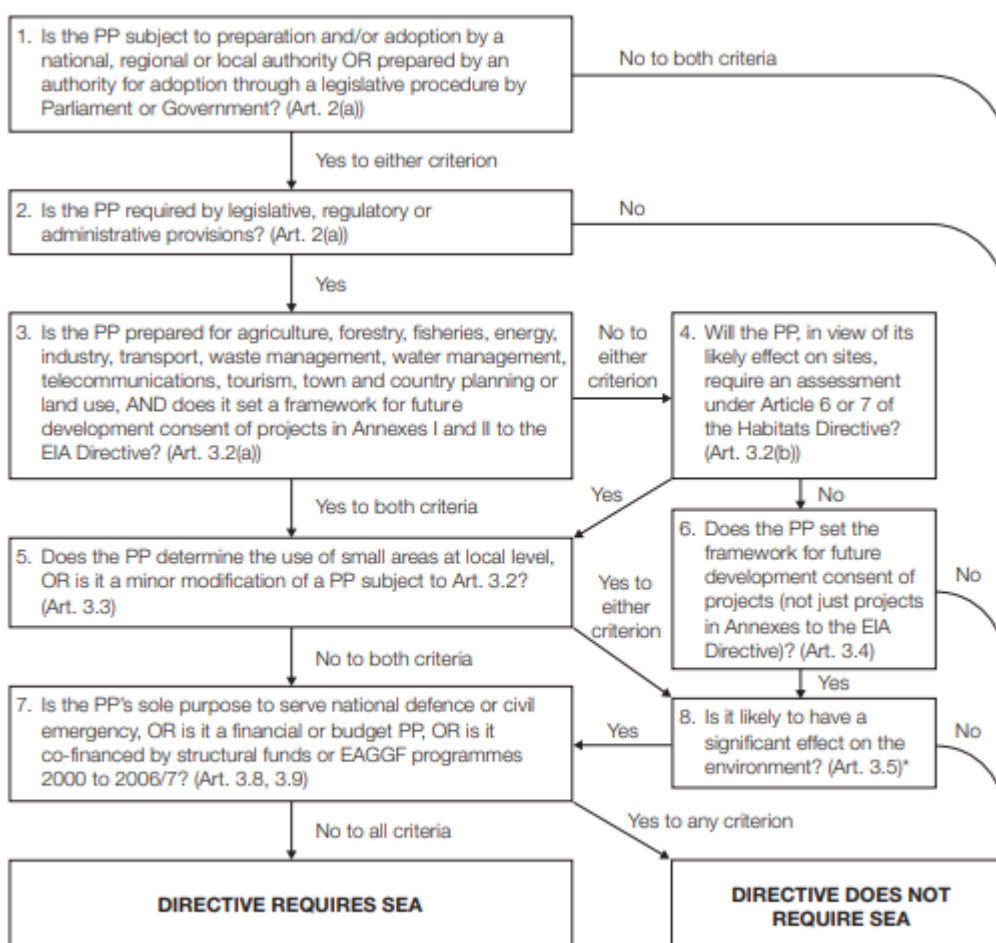 1. Is the PP subject to preparation and/or adoption by a
national, regional or local authority OR prepared by an
authority for adoption through a legislative procedure by
Parliament or Government? (Art. 2(a))
No to both criteria
Yes to either criterion
2. Is the PP required by legislative, regulatory or
administrative provisions? (Art. 2(a))
No
Yes
3. Is the PP prepared for agriculture, forestry, fisheries, energy,
industry, transport, waste management, water management,
telecommunications, tourism, town and country planning or
land use, AND does it set a framework for future
development consent of projects in Annexes I and II to the
EIA Directive? (Art. 3.2(a))
No to
either
criterion
4. Will the PP, in view of its
likely effect on sites,
require an assessment
under Article 6 or 7 of
the Habitats Directive?
(Art. 3.2(b))
Yes to both criteria
Yes
No
5. Does the PP determine the use of small areas at local level,
OR is it a minor modification of a PP subject to Art. 3.2?
(Art. 3.3)
Yes to
either
criterion
6. Does the PP set the
framework for future
development consent of
projects (not just projects
in Annexes to the EIA
Directive)? (Art. 3.4)
No
No to both criteria
Yes
7. Is the PP's sole purpose to serve national defence or civil
emergency, OR is it a financial or budget PP, OR is it
co-financed by structural funds or EAGGF programmes
2000 to 2006/7? (Art. 3.8, 3.9)
Yes
8. Is it likely to have a
significant effect on the
environment? (Art. 3.5)*
No
No to all criteria
Yes to any criterion
DIRECTIVE REQUIRES SEA
DIRECTIVE DOES NOT
REQUIRE SEA